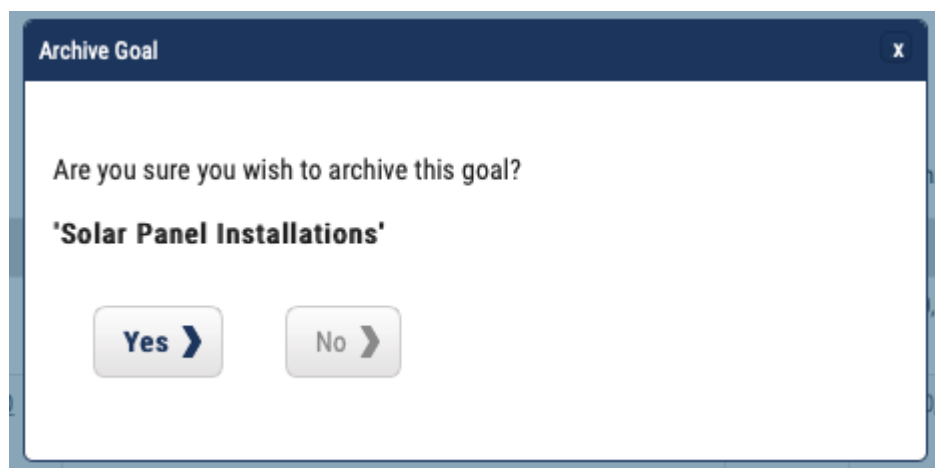 Archive Goal
x
Are you sure you wish to archive this goal?
'Solar Panel Installations'
Yes ❯
No ❯